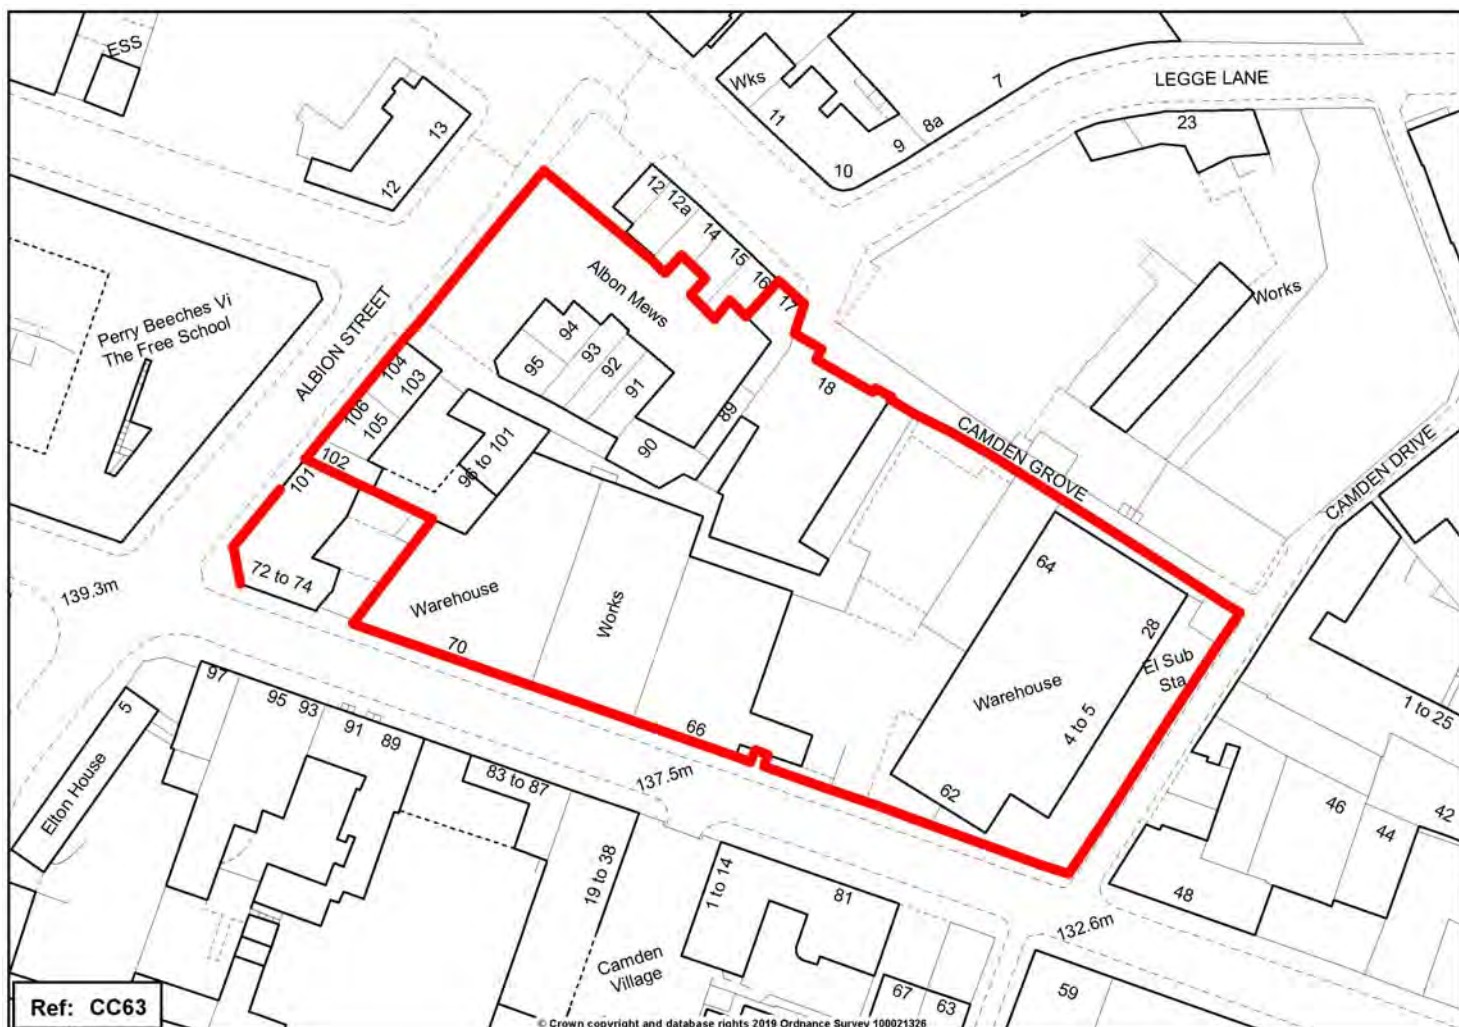 ESS
13
12
Wks
11
10
9
8a
7
LEGGE LANE
23
12
12a
14
15
16
17
Albon Mews
Works
Perry Beeches Vi
The Free School
ALBION STREET
94
93
92
95
91
104
103
106
105
102
101
96 to 101
90
89
18
CAMDEN GROVE
CAMDEN DRIVE
72 to 74
139.3m
Warehouse
Works
70
66
64
28
El Sub
Sta
Warehouse
4 to 5
62
1 to 25
97
95
93
91
89
5
Elton House
83 to 87
137.5m
19 to 38
1 to 14
81
Camden
Village
67
63
132.6m
59
48
46
44
42
Ref: CC63
© Crown copyright and database rights 2019 Ordnance Survey 100021326